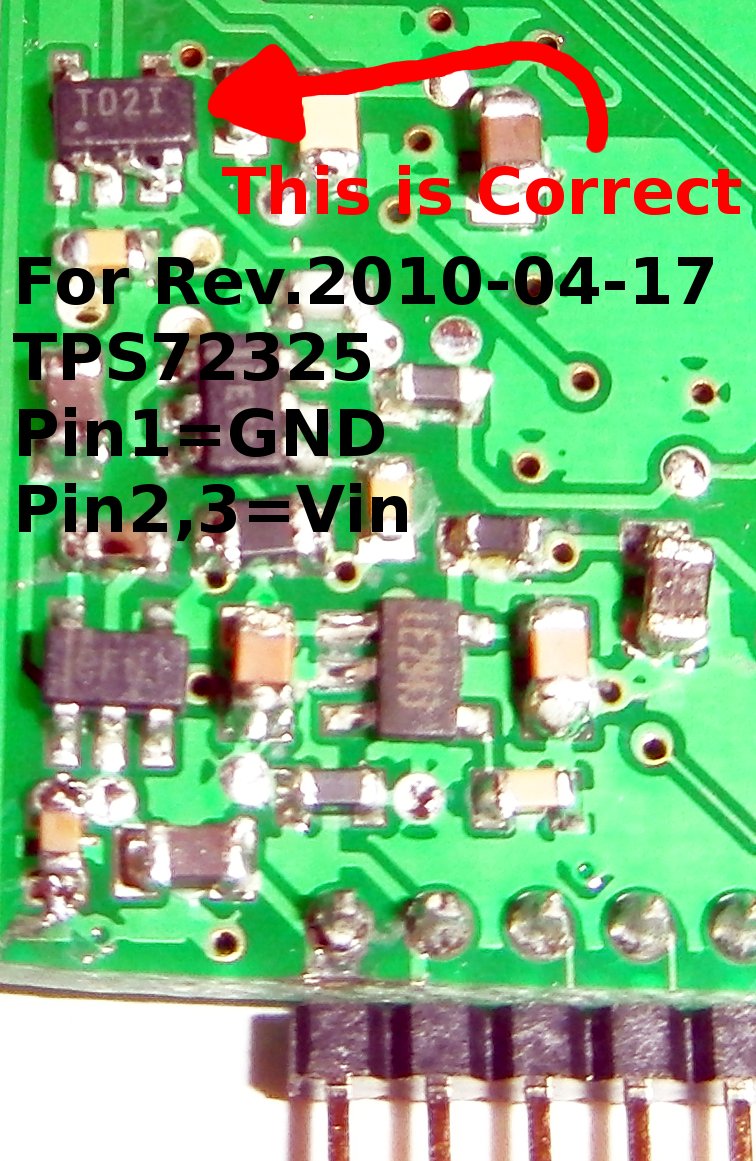 T02I
This is Correct
For Rev.2010-04-17
TPS72325
Pin1=GND
Pin2,3=Vin